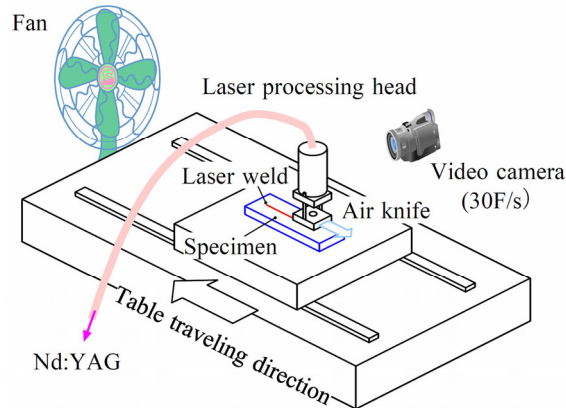 Fan
Laser processing head
Video camera
(30F/s)
Laser weld
Air knife
Specimen
Table traveling direction
Nd:YAG